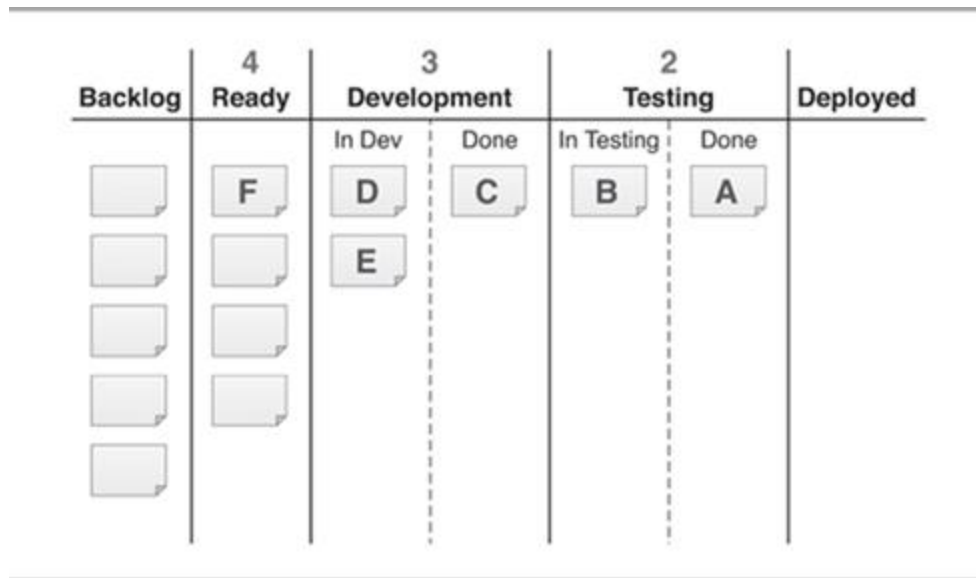 4 3 2
Backlog Ready Development Testing Deployed
In Dev Done In Testing Done
F D C B A
E